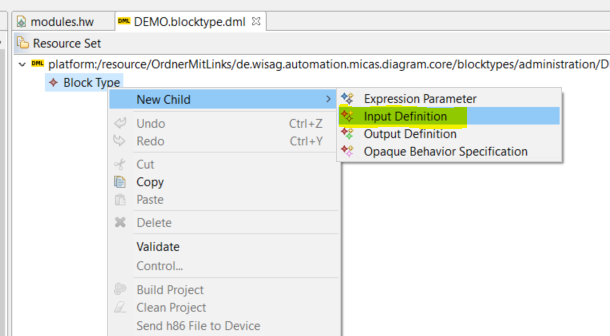 modules.hw
DML DEMO.blocktype.dml
Resource Set
DML platform:/resource/OrdnerMitLinks/de.wisag.automation.micas.diagram.core/blocktypes/administration/D
Block Type
New Child
Expression Parameter
Input Definition
Output Definition
Opaque Behavior Specification
Undo Ctrl+Z
Redo Ctrl+Y
Cut
Copy
Paste
Delete
Validate
Control...
Build Project
Clean Project
Send h86 File to Device